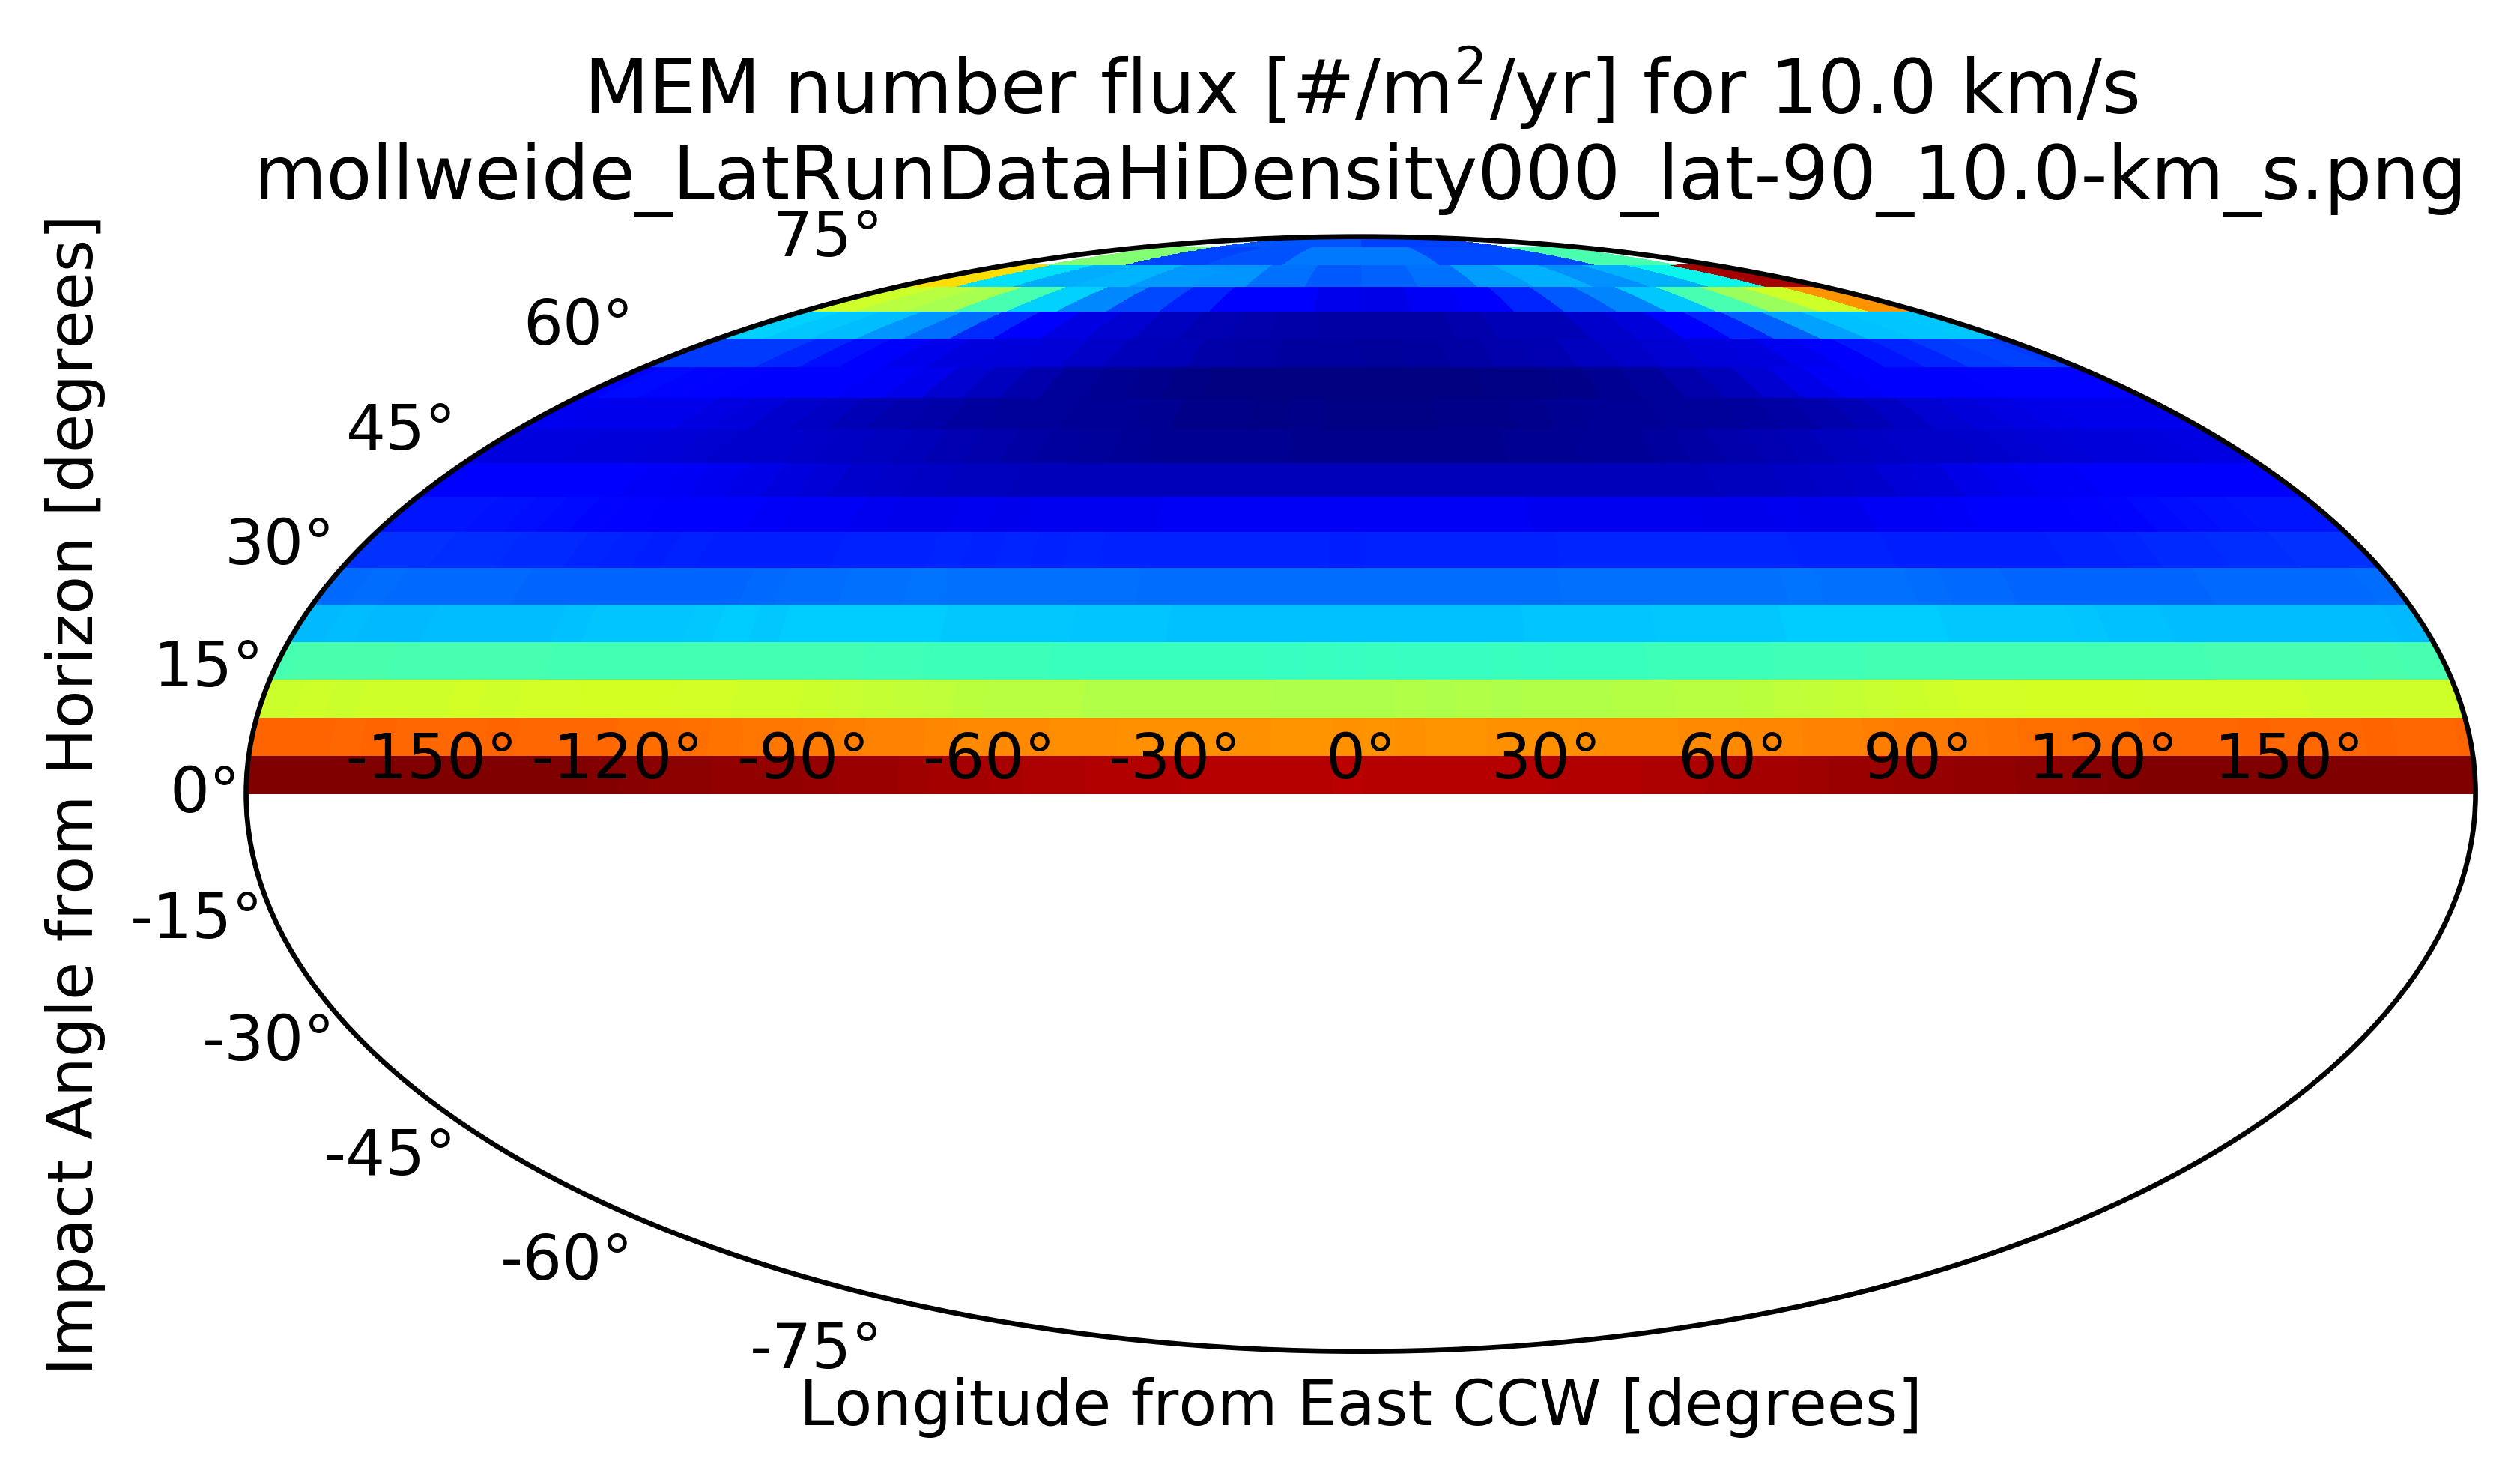 MEM number flux [#/m²/yr] for 10.0 km/s
mollweide_LatRunDataHiDensity000_lat-90_10.0-km_s.png
Impact Angle from Horizon [degrees]
75°
60°
45°
30°
15°
0°
-15°
-30°
-45°
-60°
-75°
-150° -120° -90° -60° -30° 0° 30° 60° 90° 120° 150°
Longitude from East CCW [degrees]